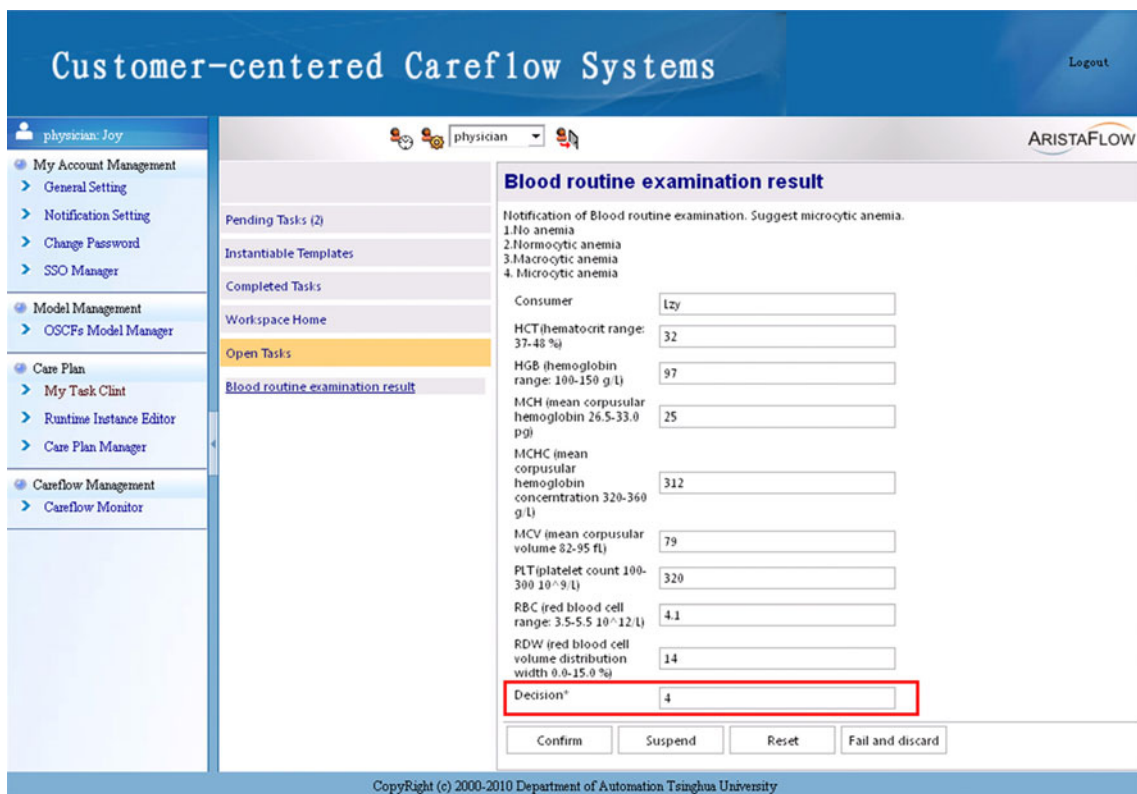 Customer-centered Careflow Systems
Logout
physician: Joy
physician
ARISTAFLOW
My Account Management
General Setting
Notification Setting
Change Password
SSO Manager
Model Management
OSCFs Model Manager
Care Plan
My Task Clint
Runtime Instance Editor
Care Plan Manager
Careflow Management
Careflow Monitor
Pending Tasks (2)
Instantiable Templates
Completed Tasks
Workspace Home
Open Tasks
Blood routine examination result
Blood routine examination result
Notification of Blood routine examination. Suggest microcytic anemia.
1.No anemia
2.Normocytic anemia
3.Macrocytic anemia
4. Microcytic anemia
Consumer
lzy
HCT(hematocrit range:
37-48 %)
32
HGB (hemoglobin
range: 100-150 g/l)
97
MCH (mean corpusular
hemoglobin 26.5-33.0
pg)
25
MCHC (mean
corpusular
hemoglobin
concerntration 320-360
g/l)
312
MCV (mean corpusular
volume 82-95 fL)
79
PLT(platelet count 100-
300 10^9/l)
320
RBC (red blood cell
range: 3.5-5.5 10^12/l)
4.1
RDW (red blood cell
volume distribution
width 0.0-15.0 %)
14
Decision*
4
Confirm
Suspend
Reset
Fail and discard
CopyRight (c) 2000-2010 Department of Automation Tsinghua University